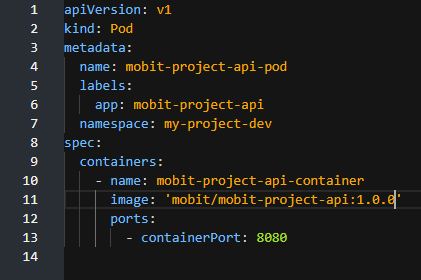 1 apiVersion: v1
2 kind: Pod
3 metadata:
4   name: mobit-project-api-pod
5   labels:
6     app: mobit-project-api
7   namespace: my-project-dev
8 spec:
9   containers:
10     - name: mobit-project-api-container
11       image: 'mobit/mobit-project-api:1.0.0'
12       ports:
13         - containerPort: 8080
14